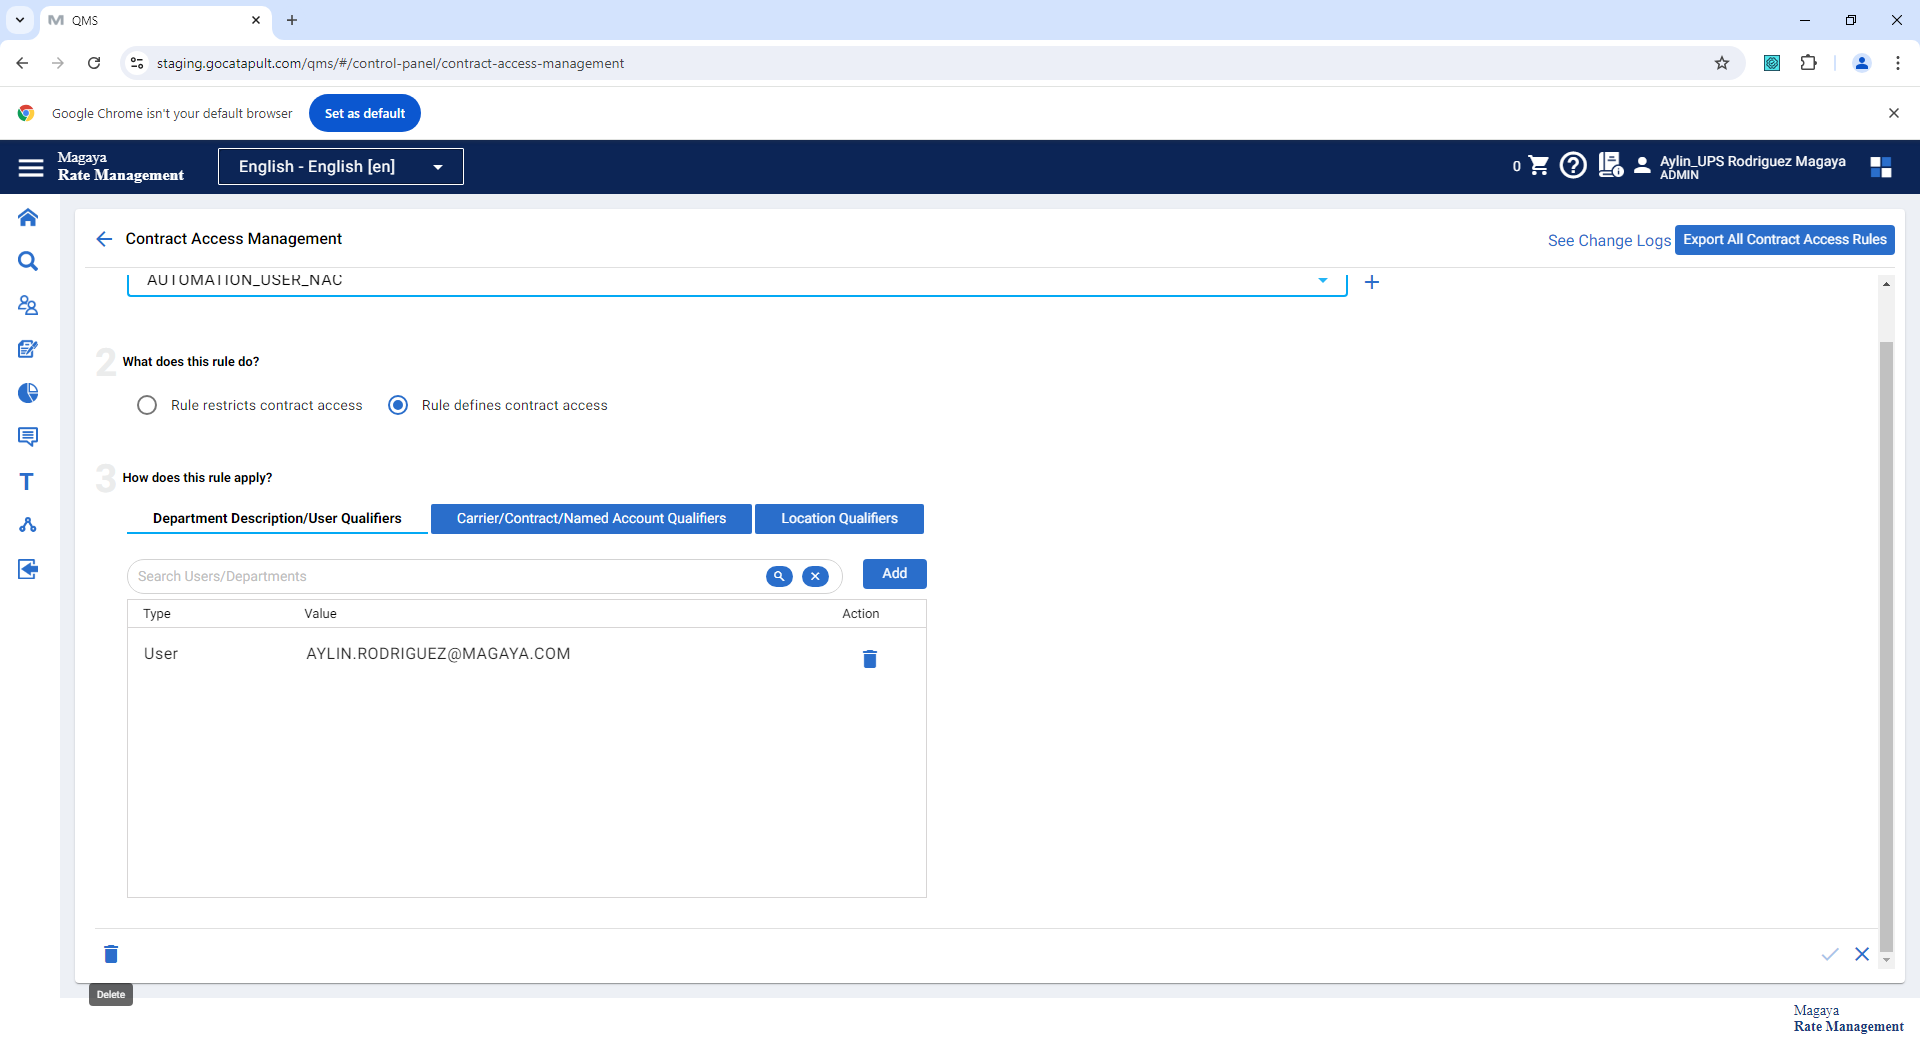 QMS
staging.gocatapult.com/qms/#/control-panel/contract-access-management
Google Chrome isn't your default browser
Set as default
Magaya
Rate Management
English - English [en]
0
Aylin_UPS Rodriguez Magaya
ADMIN
Contract Access Management
See Change Logs
Export All Contract Access Rules
AUTOMATION_USER_NAC
2 What does this rule do?
Rule restricts contract access
Rule defines contract access
3 How does this rule apply?
Department Description/User Qualifiers
Carrier/Contract/Named Account Qualifiers
Location Qualifiers
Search Users/Departments
Add
Type Value Action
User AYLIN.RODRIGUEZ@MAGAYA.COM
Delete
Magaya
Rate Management